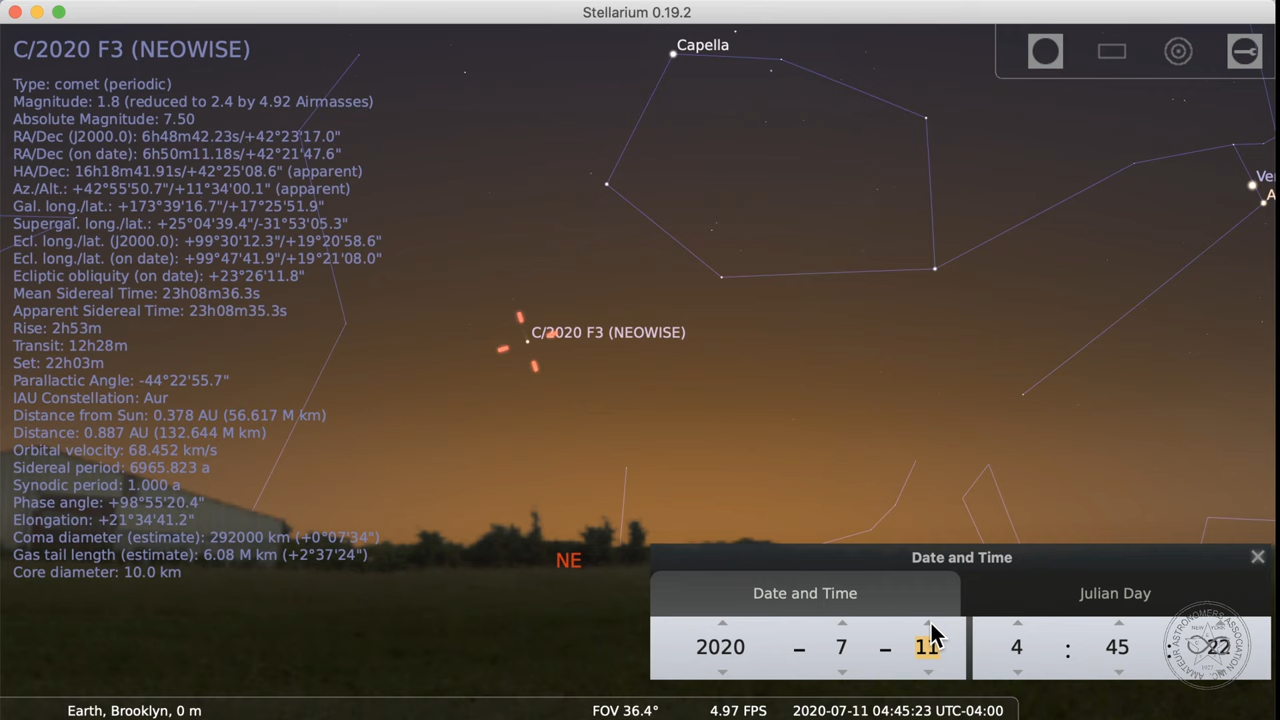 Stellarium 0.19.2
C/2020 F3 (NEOWISE)
Type: comet (periodic)
Magnitude: 1.8 (reduced to 2.4 by 4.92 Airmasses)
Absolute Magnitude: 7.50
RA/Dec (J2000.0): 6h48m42.23s/+42°23'17.0"
RA/Dec (on date): 6h50m11.18s/+42°21'47.6"
HA/Dec: 16h18m41.91s/+42°25'08.6" (apparent)
Az./Alt.: +42°55'50.7"/+11°34'00.1" (apparent)
Gal. long./lat.: +173°39'16.7"/+17°25'51.9"
Supergal. long./lat.: +25°04'39.4"/-31°53'05.3"
Ecl. long./lat. (J2000.0): +99°30'12.3"/+19°20'58.6"
Ecl. long./lat. (on date): +99°47'41.9"/+19°21'08.0"
Ecliptic obliquity (on date): +23°26'11.8"
Mean Sidereal Time: 23h08m36.3s
Apparent Sidereal Time: 23h08m35.3s
Rise: 2h53m
Transit: 12h28m
Set: 22h03m
Parallactic Angle: -44°22'55.7"
IAU Constellation: Aur
Distance from Sun: 0.378 AU (56.617 M km)
Distance: 0.887 AU (132.644 M km)
Orbital velocity: 68.452 km/s
Sidereal period: 6965.823 a
Synodic period: 1.000 a
Phase angle: +98°55'20.4"
Elongation: +21°34'41.2"
Coma diameter (estimate): 292000 km (+0°07'34")
Gas tail length (estimate): 6.08 M km (+2°37'24")
Core diameter: 10.0 km
Capella
Ve
A
C/2020 F3 (NEOWISE)
NE
Date and Time
Date and Time
Julian Day
2020 – 7 – 11 4 : 45 : 22
AMATEUR ASTRONOMERS ASSOCIATION
NEW YORK
1927
Earth, Brooklyn, 0 m
FOV 36.4°
4.97 FPS
2020-07-11 04:45:23 UTC-04:00